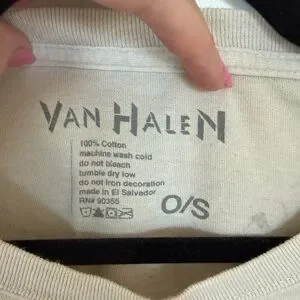 VAN HALEN
100% Cotton
machine wash cold
do not bleach
tumble dry low
do not iron decoration
made in El Salvador
RN# 90355
O/S